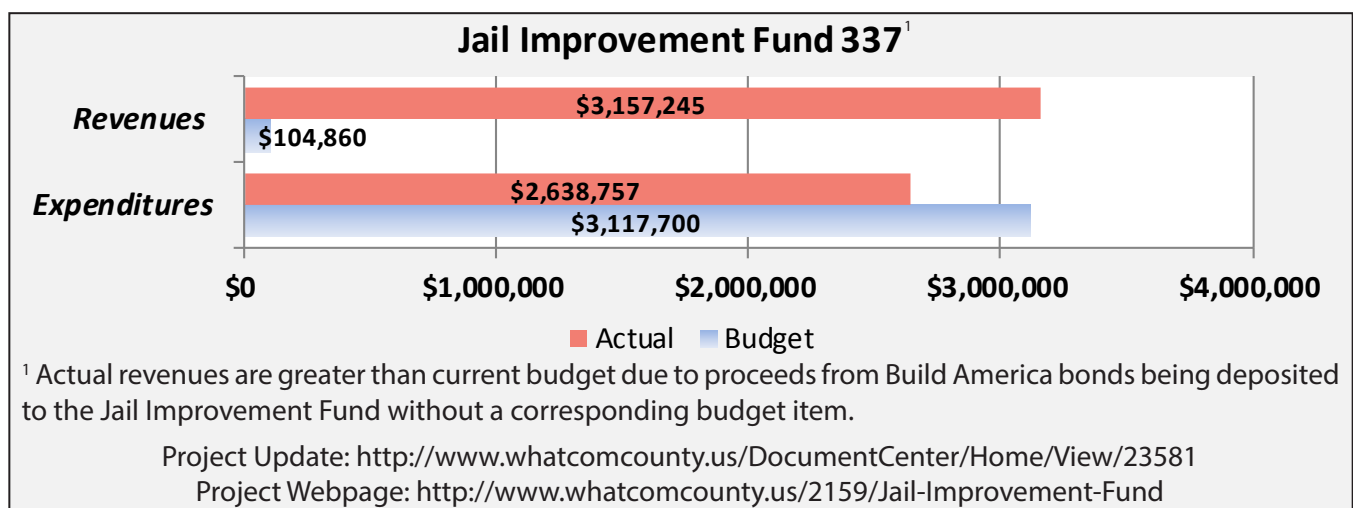 Jail Improvement Fund 337¹
Revenues
$3,157,245
$104,860
Expenditures
$2,638,757
$3,117,700
$0 $1,000,000 $2,000,000 $3,000,000 $4,000,000
Actual Budget
¹ Actual revenues are greater than current budget due to proceeds from Build America bonds being deposited
to the Jail Improvement Fund without a corresponding budget item.
Project Update: http://www.whatcomcounty.us/DocumentCenter/Home/View/23581
Project Webpage: http://www.whatcomcounty.us/2159/Jail-Improvement-Fund